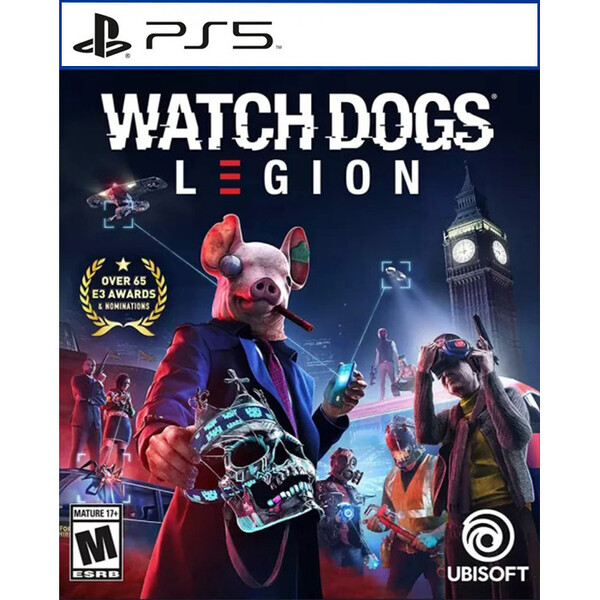 PS5
WATCH DOGS
LEGION
OVER 65
E3 AWARDS
& NOMINATIONS
MATURE 17+
M
ESRB
UBISOFT